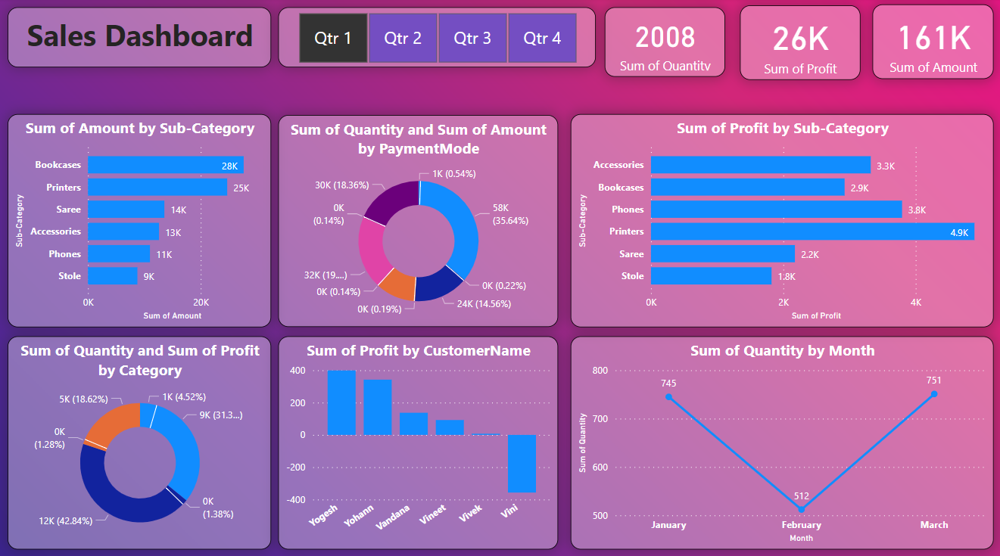 Sales Dashboard
Qtr 1
Qtr 2
Qtr 3
Qtr 4
2008
Sum of Quantity
26K
Sum of Profit
161K
Sum of Amount
Sum of Amount by Sub-Category
Sub-Category
Bookcases
28K
Printers
25K
Saree
14K
Accessories
13K
Phones
11K
Stole
9K
0K
20K
Sum of Amount
Sum of Quantity and Sum of Amount
by PaymentMode
1K (0.54%)
58K
(35.64%)
0K (0.22%)
24K (14.56%)
0K (0.19%)
0K (0.14%)
32K (19....)
0K
(0.14%)
30K (18.36%)
Sum of Profit by Sub-Category
Sub-Category
Accessories
3.3K
Bookcases
2.9K
Phones
3.8K
Printers
4.9K
Saree
2.2K
Stole
1.8K
0K
2K
4K
Sum of Profit
Sum of Quantity and Sum of Profit
by Category
1K (4.52%)
9K (31.3...)
0K
(1.38%)
12K (42.84%)
0K
(1.28%)
5K (18.62%)
Sum of Profit by CustomerName
400
200
0
-200
-400
Yogesh
Yohann
Vandana
Vineet
Vivek
Vini
Sum of Quantity by Month
Sum of Quantity
800
700
600
500
745
512
751
January
February
March
Month